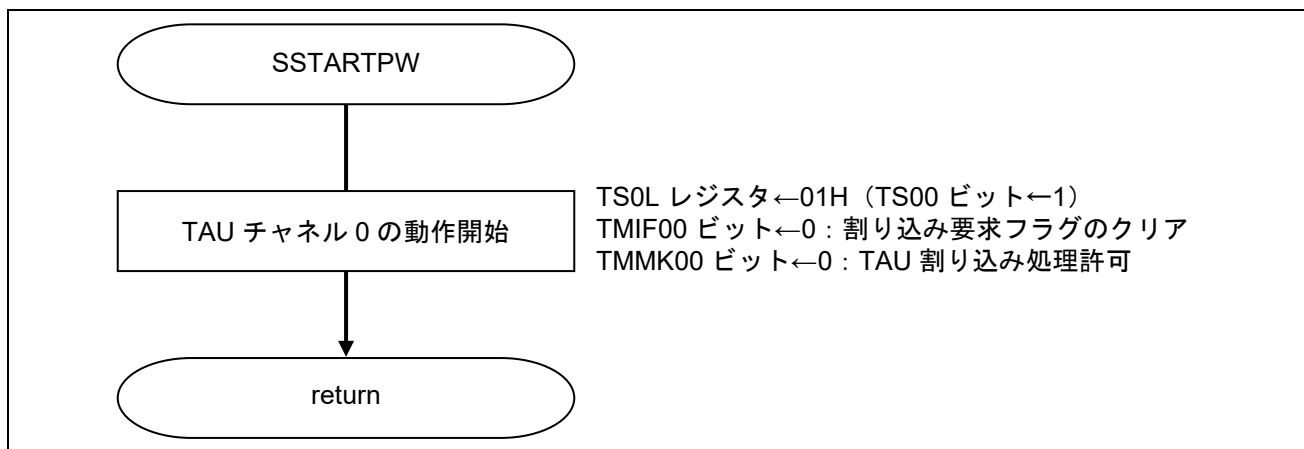 SSTARTPW
TAU チャネル 0 の動作開始
TS0L レジスタ←01H(TS00 ビット←1)
TMIF00 ビット←0:割り込み要求フラグのクリア
TMMK00 ビット←0:TAU 割り込み処理許可
return